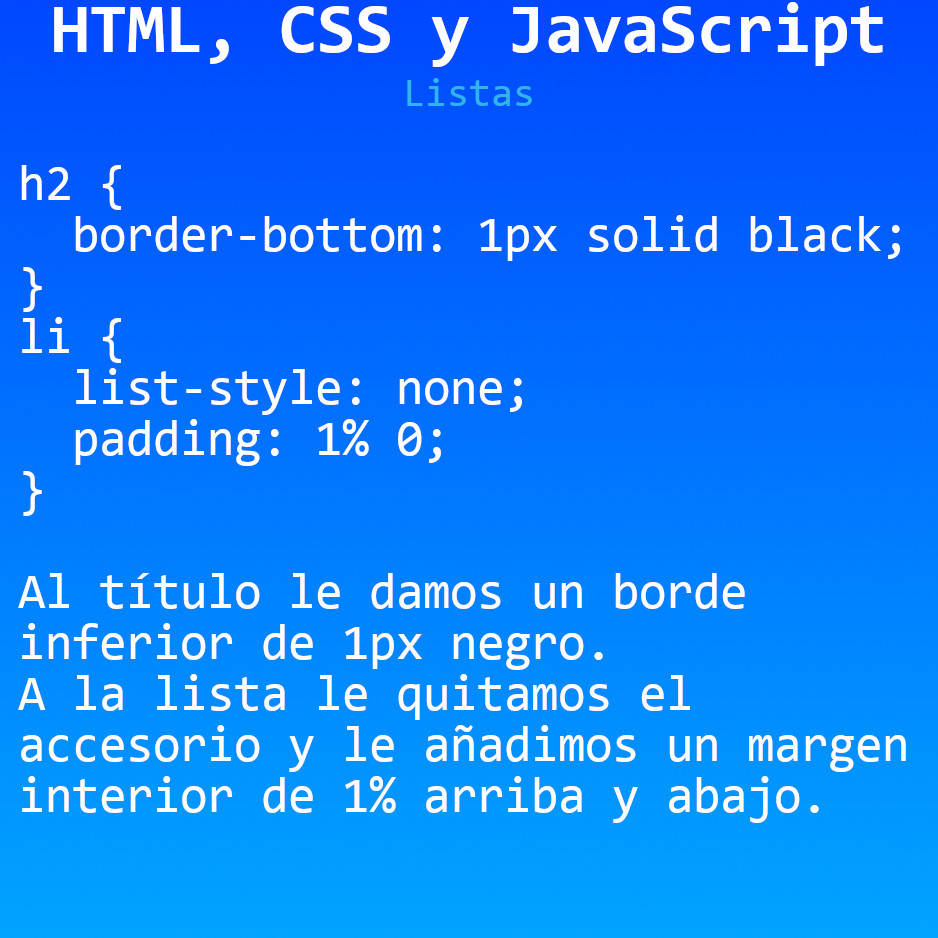 HTML, CSS y JavaScript
Listas
h2 {
  border-bottom: 1px solid black;
}
li {
  list-style: none;
  padding: 1% 0;
}
Al título le damos un borde
inferior de 1px negro.
A la lista le quitamos el
accesorio y le añadimos un margen
interior de 1% arriba y abajo.